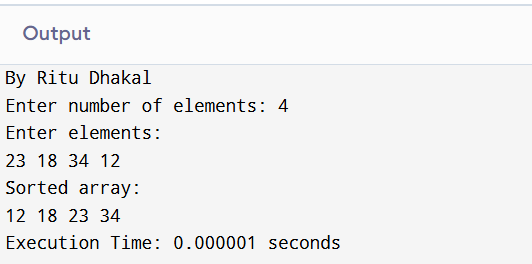 Output
By Ritu Dhakal
Enter number of elements: 4
Enter elements:
23 18 34 12
Sorted array:
12 18 23 34
Execution Time: 0.000001 seconds